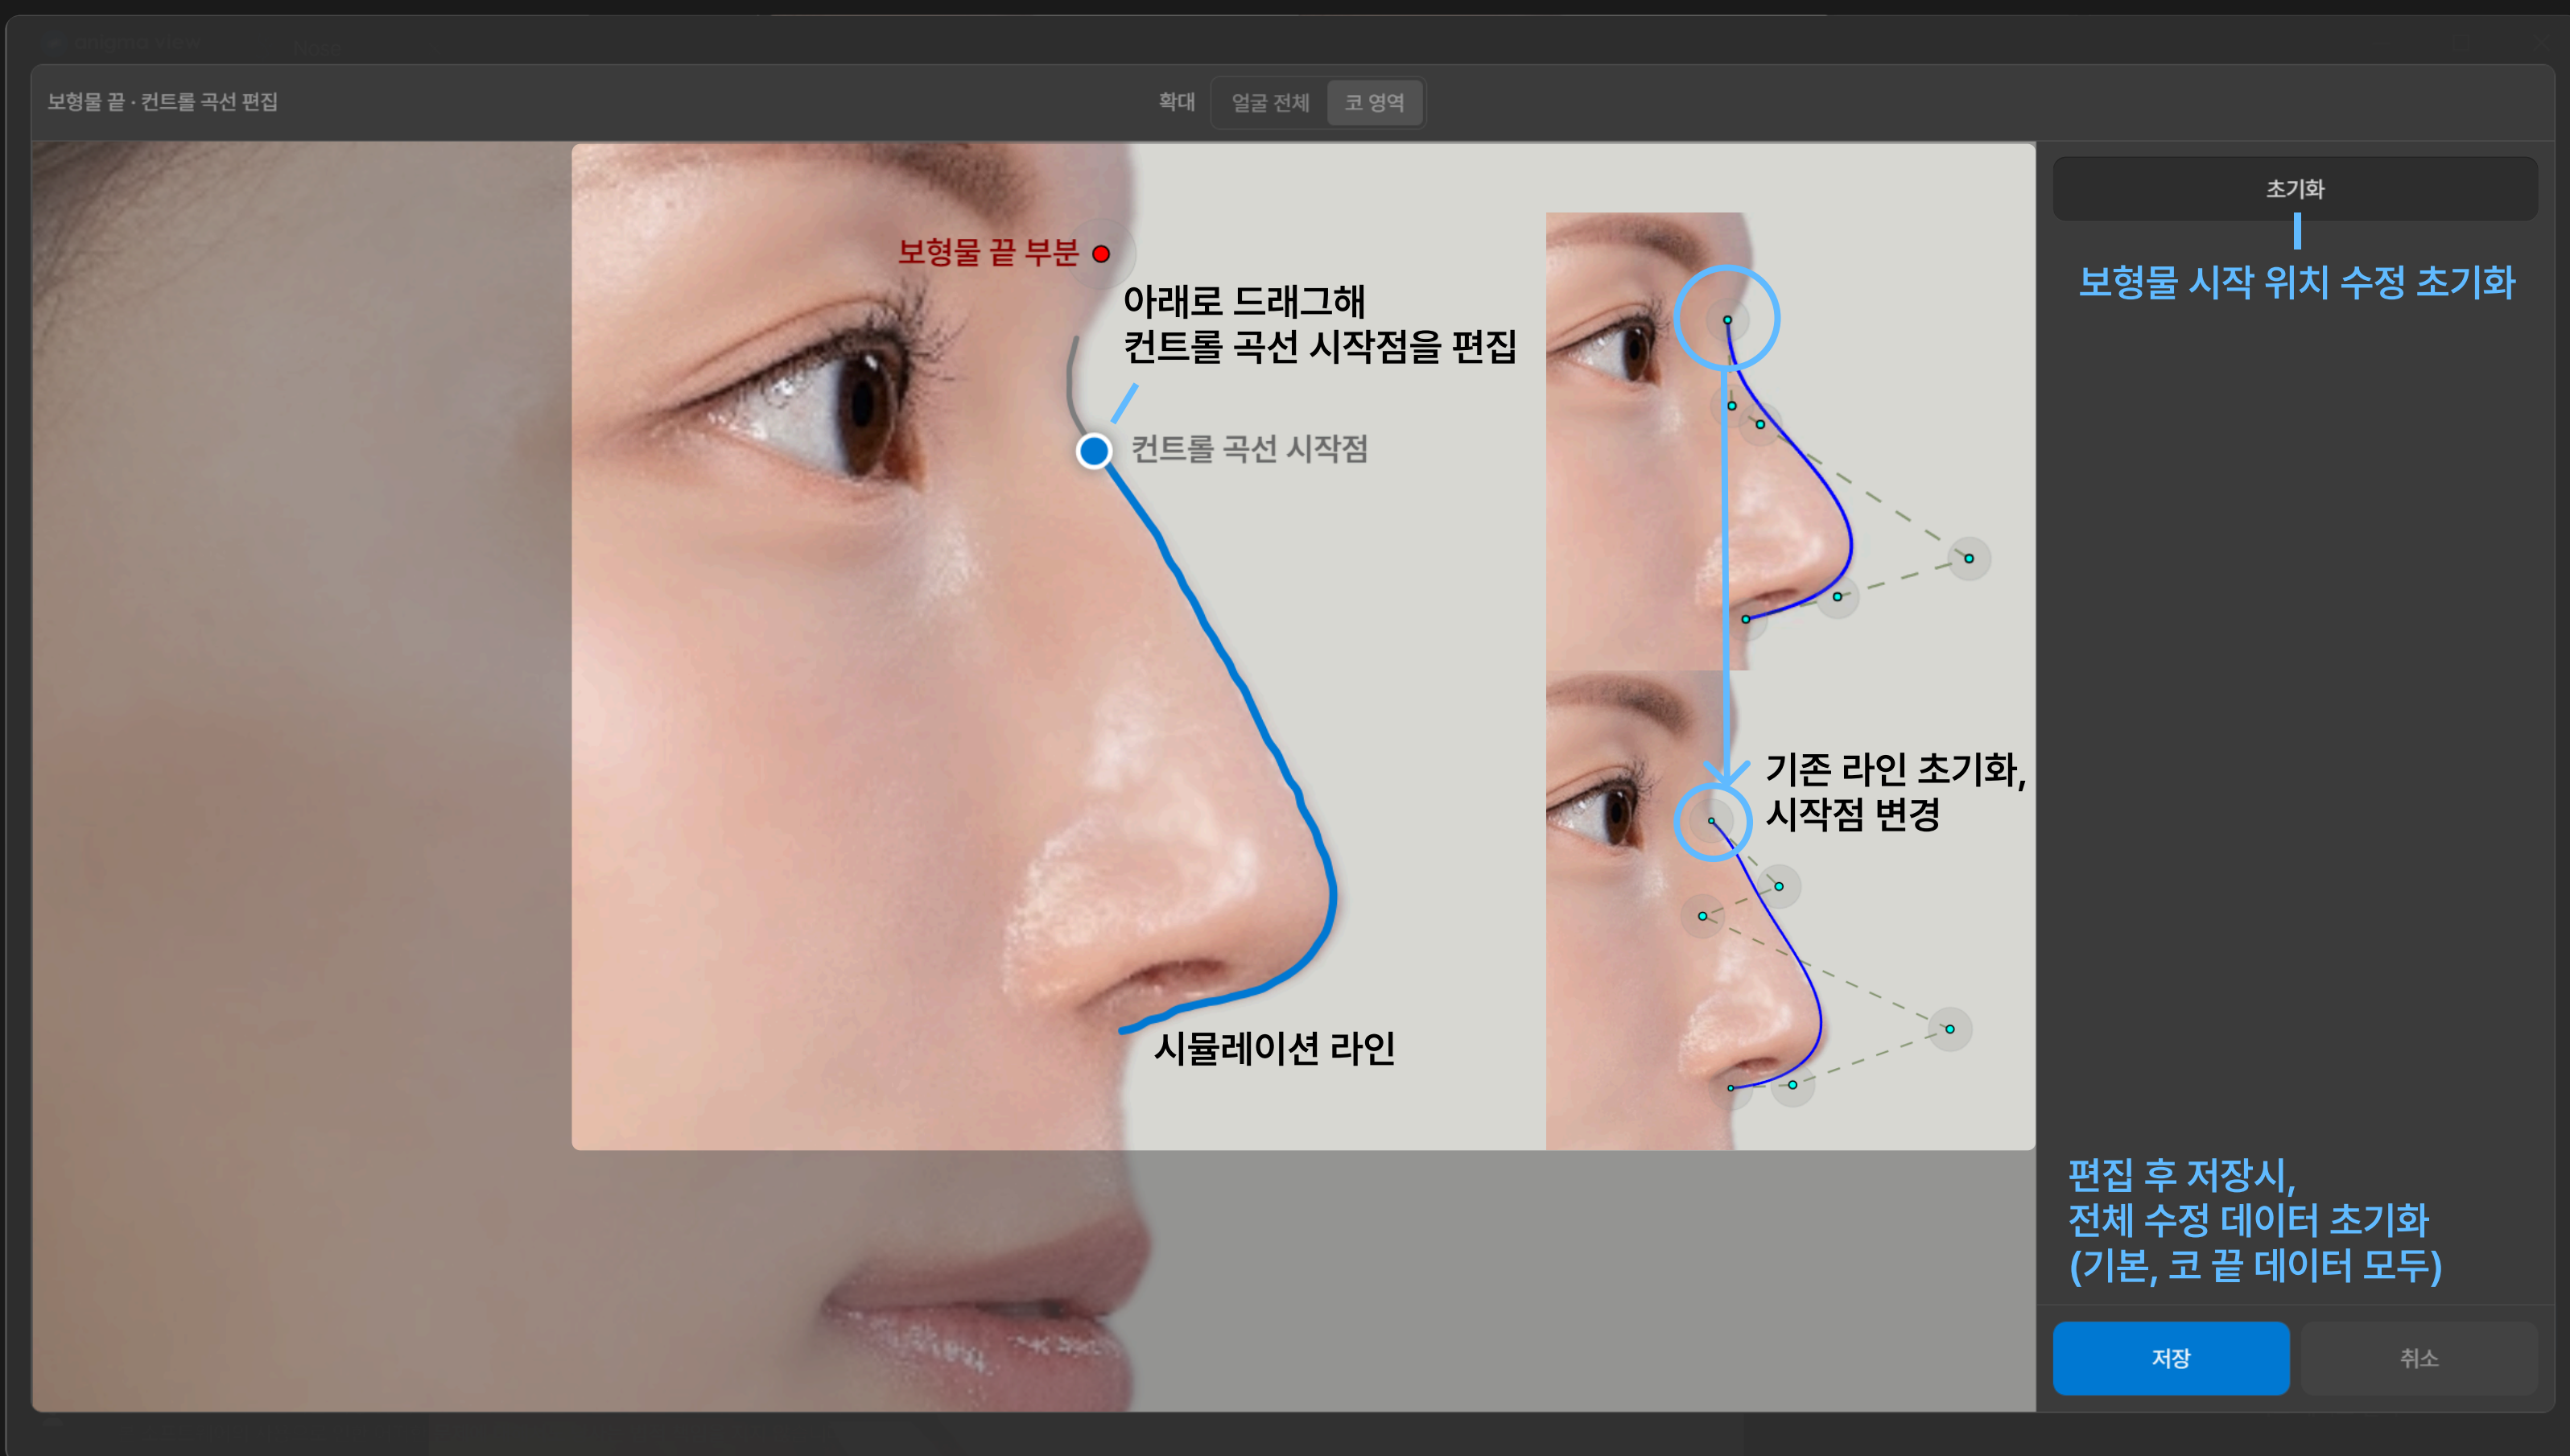 anigma view
Nose
보형물 끝 · 컨트롤 곡선 편집
확대
얼굴 전체
코 영역
초기화
보형물 시작 위치 수정 초기화
보형물 끝 부분
아래로 드래그해
컨트롤 곡선 시작점을 편집
컨트롤 곡선 시작점
기존 라인 초기화,
시작점 변경
시뮬레이션 라인
편집 후 저장시,
전체 수정 데이터 초기화
(기본, 코 끝 데이터 모두)
저장
취소